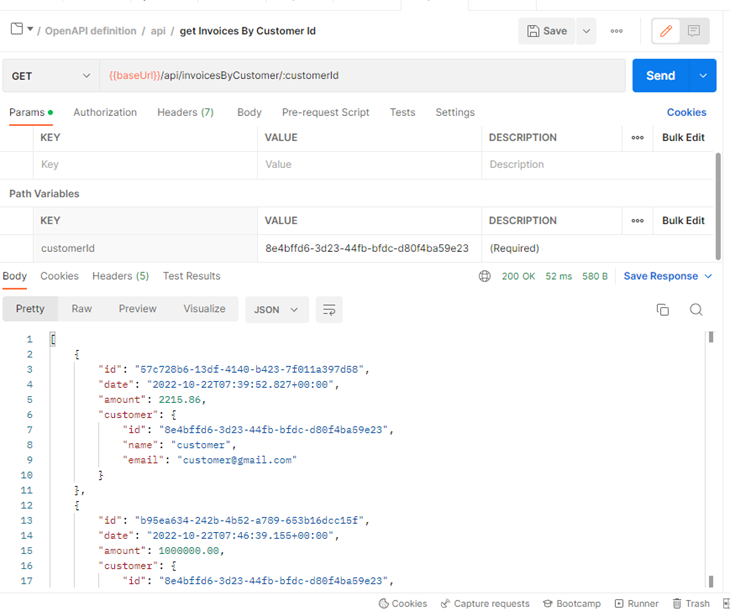 / OpenAPI definition / api / get Invoices By Customer Id
Save
GET {{baseUrl}}/api/invoicesByCustomer/:customerId
Send
Params Authorization Headers (7) Body Pre-request Script Tests Settings Cookies
KEY VALUE DESCRIPTION ooo Bulk Edit
Key Value Description
Path Variables
KEY VALUE DESCRIPTION ooo Bulk Edit
customerId 8e4bffd6-3d23-44fb-bfdc-d80f4ba59e23 (Required)
Body Cookies Headers (5) Test Results 200 OK 52 ms 580 B Save Response
Pretty Raw Preview Visualize JSON
1 [
2 {
3 "id": "57c728b6-13df-4140-b423-7f011a397d58",
4 "date": "2022-10-22T07:39:52.827+00:00",
5 "amount": 2215.86,
6 "customer": {
7 "id": "8e4bffd6-3d23-44fb-bfdc-d80f4ba59e23",
8 "name": "customer",
9 "email": "customer@gmail.com"
10 }
11 },
12 {
13 "id": "b95ea634-242b-4b52-a789-653b16dcc15f",
14 "date": "2022-10-22T07:46:39.155+00:00",
15 "amount": 1000000.00,
16 "customer": {
17 "id": "8e4bffd6-3d23-44fb-bfdc-d80f4ba59e23",
Cookies Capture requests Bootcamp Runner Trash